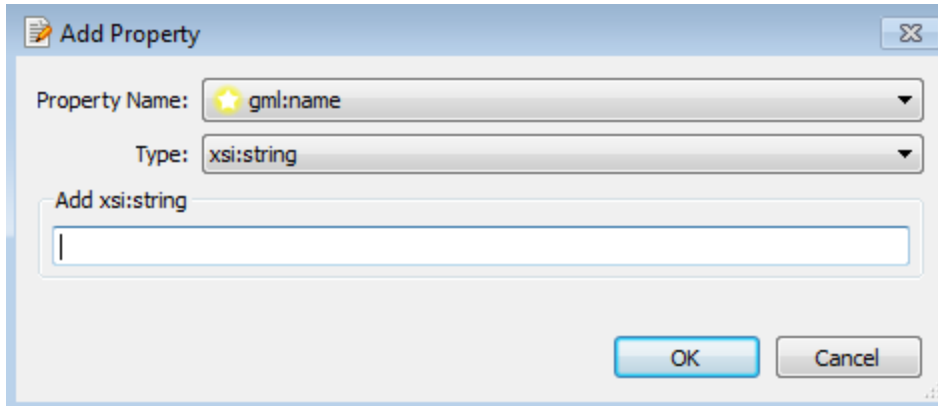 Add Property
Property Name: gml:name
Type: xsi:string
Add xsi:string
OK Cancel